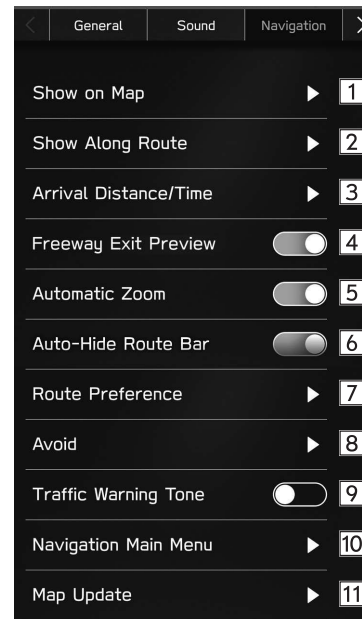 General Sound Navigation
Show on Map 1
Show Along Route 2
Arrival Distance/Time 3
Freeway Exit Preview 4
Automatic Zoom 5
Auto-Hide Route Bar 6
Route Preference 7
Avoid 8
Traffic Warning Tone 9
Navigation Main Menu 10
Map Update 11